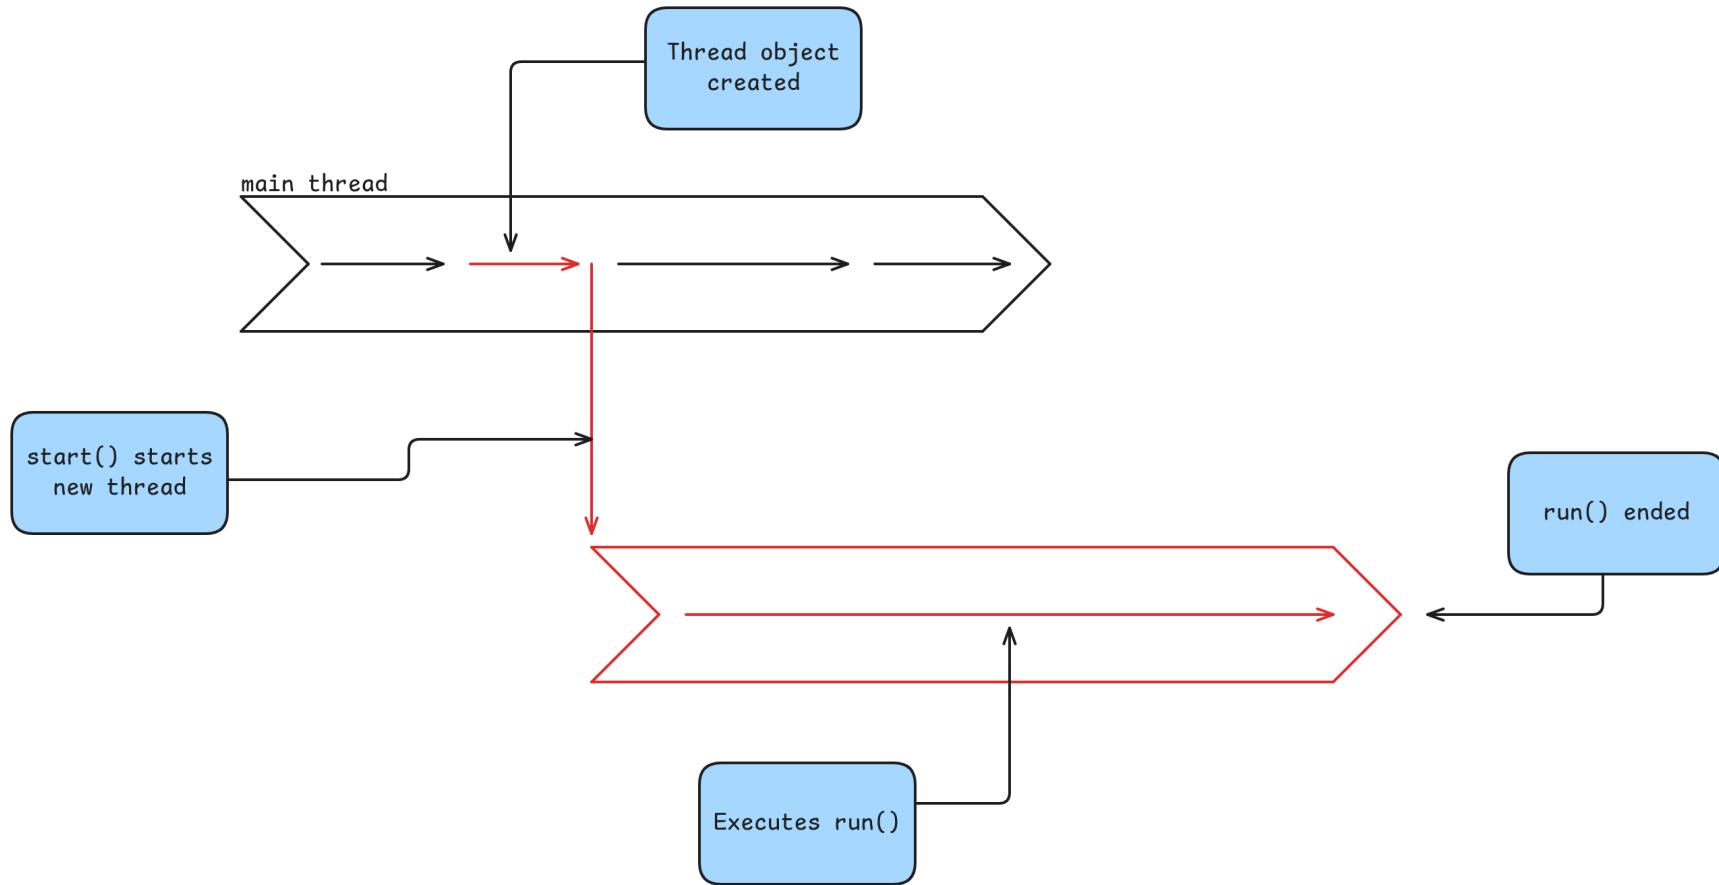 Thread object
created
main thread
start() starts
new thread
run() ended
Executes run()